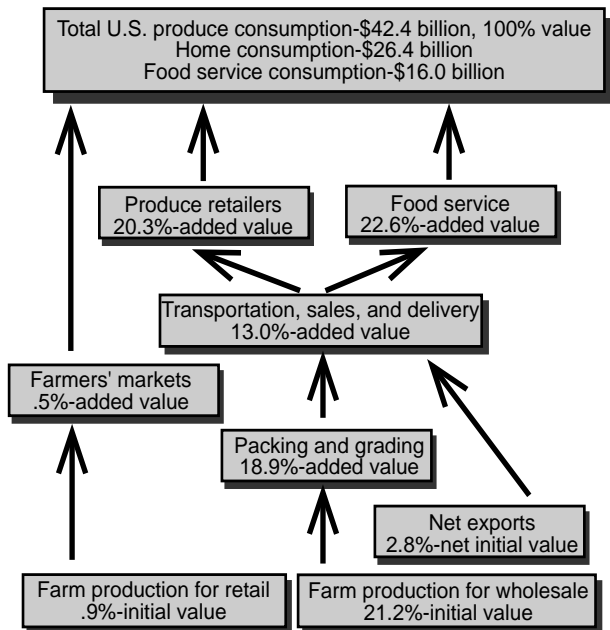 Total U.S. produce consumption-$42.4 billion, 100% value
Home consumption-$26.4 billion
Food service consumption-$16.0 billion
Produce retailers
20.3%-added value
Food service
22.6%-added value
Transportation, sales, and delivery
13.0%-added value
Farmers' markets
.5%-added value
Packing and grading
18.9%-added value
Net exports
2.8%-net initial value
Farm production for retail
.9%-initial value
Farm production for wholesale
21.2%-initial value